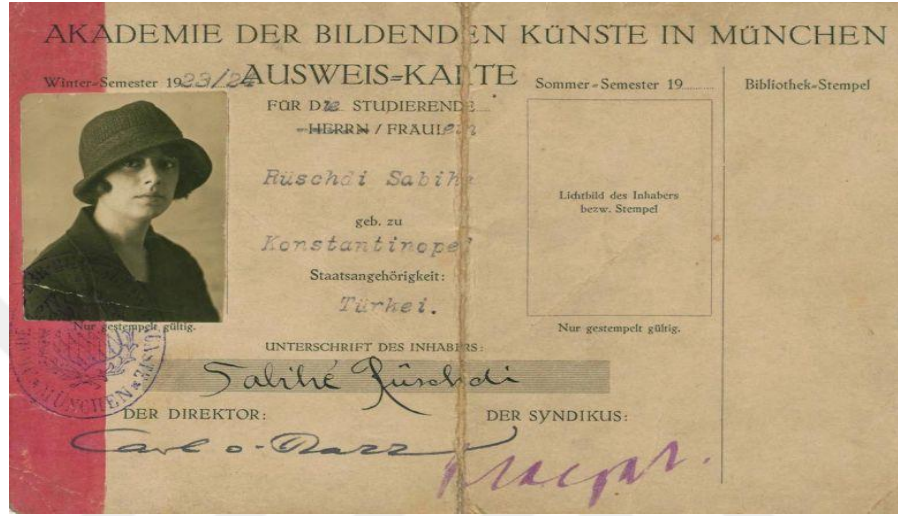 AKADEMIE DER BILDENDEN KÜNSTE IN MÜNCHEN
Winter-Semester 1923/24
AUSWEIS=KARTE
Sommer-Semester 19
Bibliothek-Stempel
FÜR Die STUDIERENDE
HERRN / FRÄULein
Rüschdi Sabihe
Lichtbild des Inhabers
bezw. Stempel
geb. zu
Konstantinopel
Staatsangehörigkeit:
Türkei.
Nur gestempelt gültig.
Nur gestempelt gültig.
UNTERSCHRIFT DES INHABERS:
Sabihé Rüschdi
MÜNCHEN
DER DIREKTOR:
DER SYNDIKUS:
Carl v.